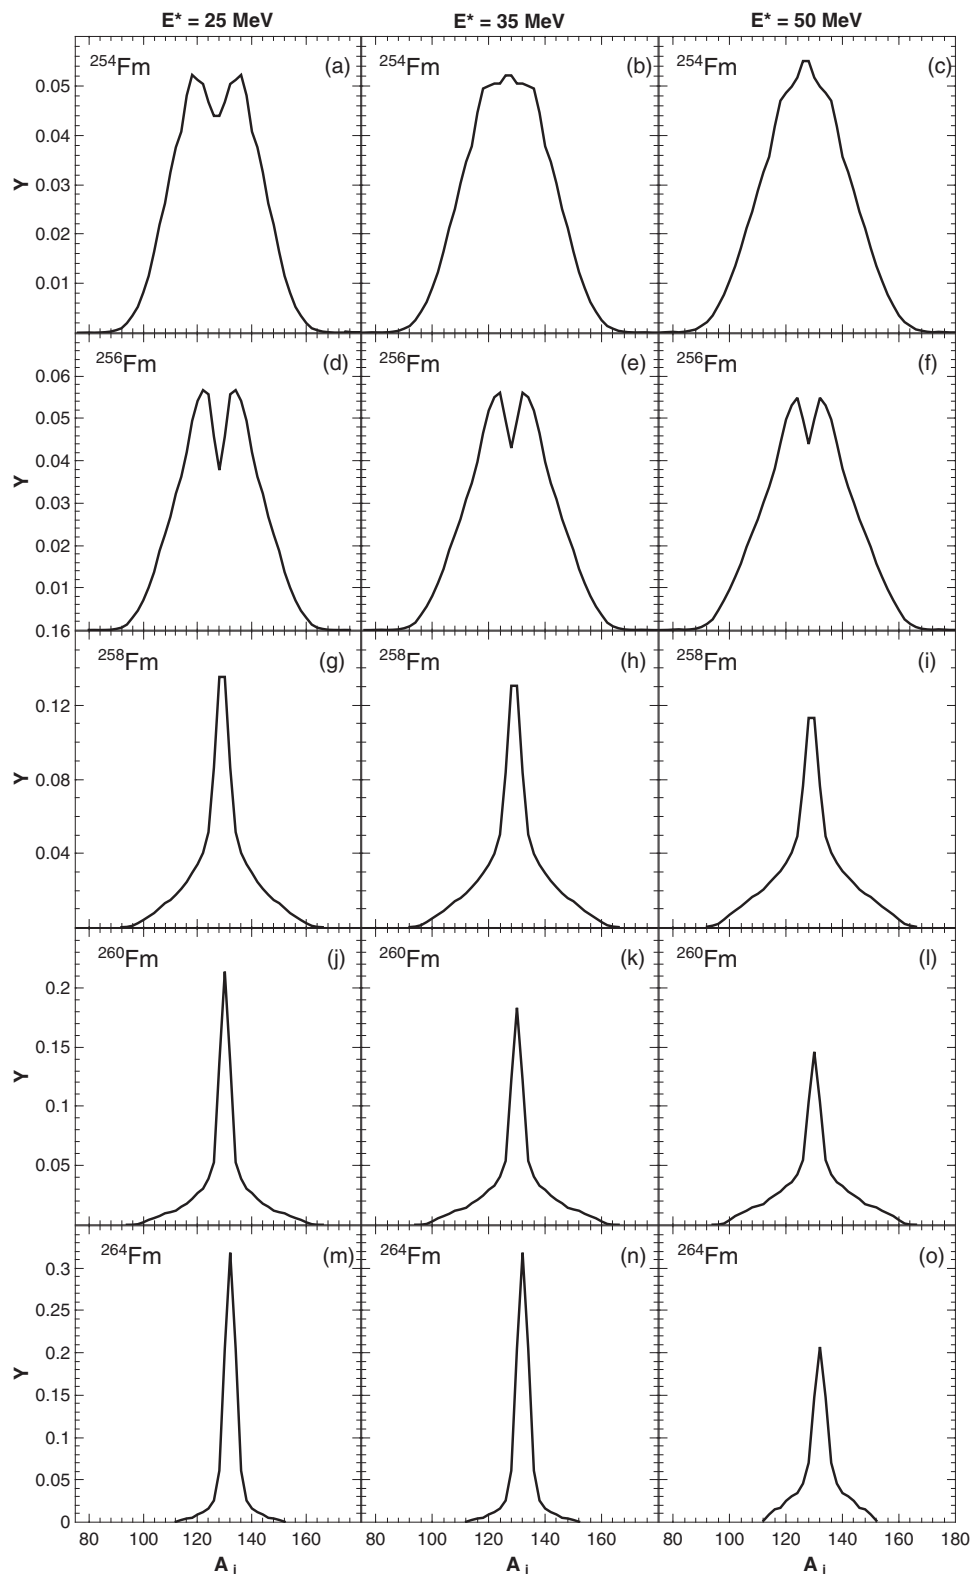 E* = 25 MeV E* = 35 MeV E* = 50 MeV
²⁵⁴Fm (a) ²⁵⁴Fm (b) ²⁵⁴Fm (c)
0.05
0.04
Y
0.03
0.02
0.01
²⁵⁶Fm (d) ²⁵⁶Fm (e) ²⁵⁶Fm (f)
0.06
0.05
0.04
Y
0.03
0.02
0.01
0.16
²⁵⁸Fm (g) ²⁵⁸Fm (h) ²⁵⁸Fm (i)
0.12
Y
0.08
0.04
²⁶⁰Fm (j) ²⁶⁰Fm (k) ²⁶⁰Fm (l)
0.2
0.15
Y
0.1
0.05
²⁶⁴Fm (m) ²⁶⁴Fm (n) ²⁶⁴Fm (o)
0.3
0.25
0.2
Y
0.15
0.1
0.05
0
80 100 120 140 160 80 100 120 140 160 80 100 120 140 160 180
A i A i A i